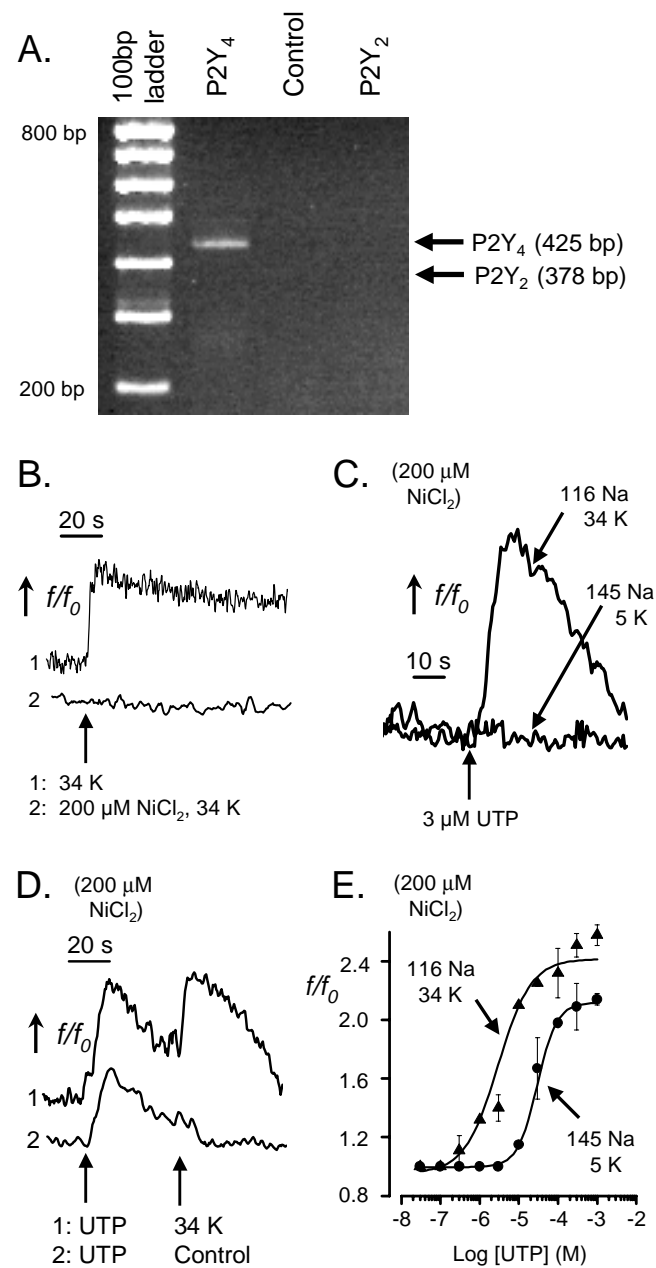 A.
100bp ladder
P2Y4
Control
P2Y2
800 bp
P2Y4 (425 bp)
P2Y2 (378 bp)
200 bp
B.
20 s
f/f0
1
2
1: 34 K
2: 200 µM NiCl2, 34 K
C.
(200 µM
NiCl2)
116 Na
34 K
f/f0
145 Na
5 K
10 s
3 µM UTP
D.
(200 µM
NiCl2)
20 s
f/f0
1
2
1: UTP 34 K
2: UTP Control
E.
(200 µM
NiCl2)
f/f0
2.4
2.0
1.6
1.2
0.8
116 Na
34 K
145 Na
5 K
-8 -7 -6 -5 -4 -3 -2
Log [UTP] (M)